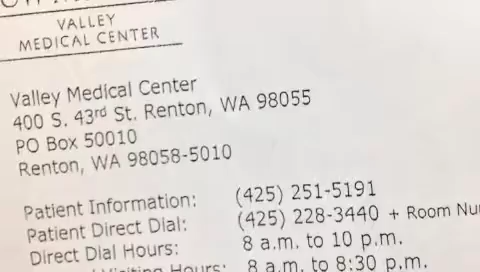 VALLEY
MEDICAL CENTER
Valley Medical Center
400 S. 43rd St. Renton, WA 98055
PO Box 50010
Renton, WA 98058-5010
Patient Information: (425) 251-5191
Patient Direct Dial: (425) 228-3440 + Room
Direct Dial Hours: 8 a.m. to 10 p.m.
Visiting Hours: 8 a.m. to 8:30 p.m.